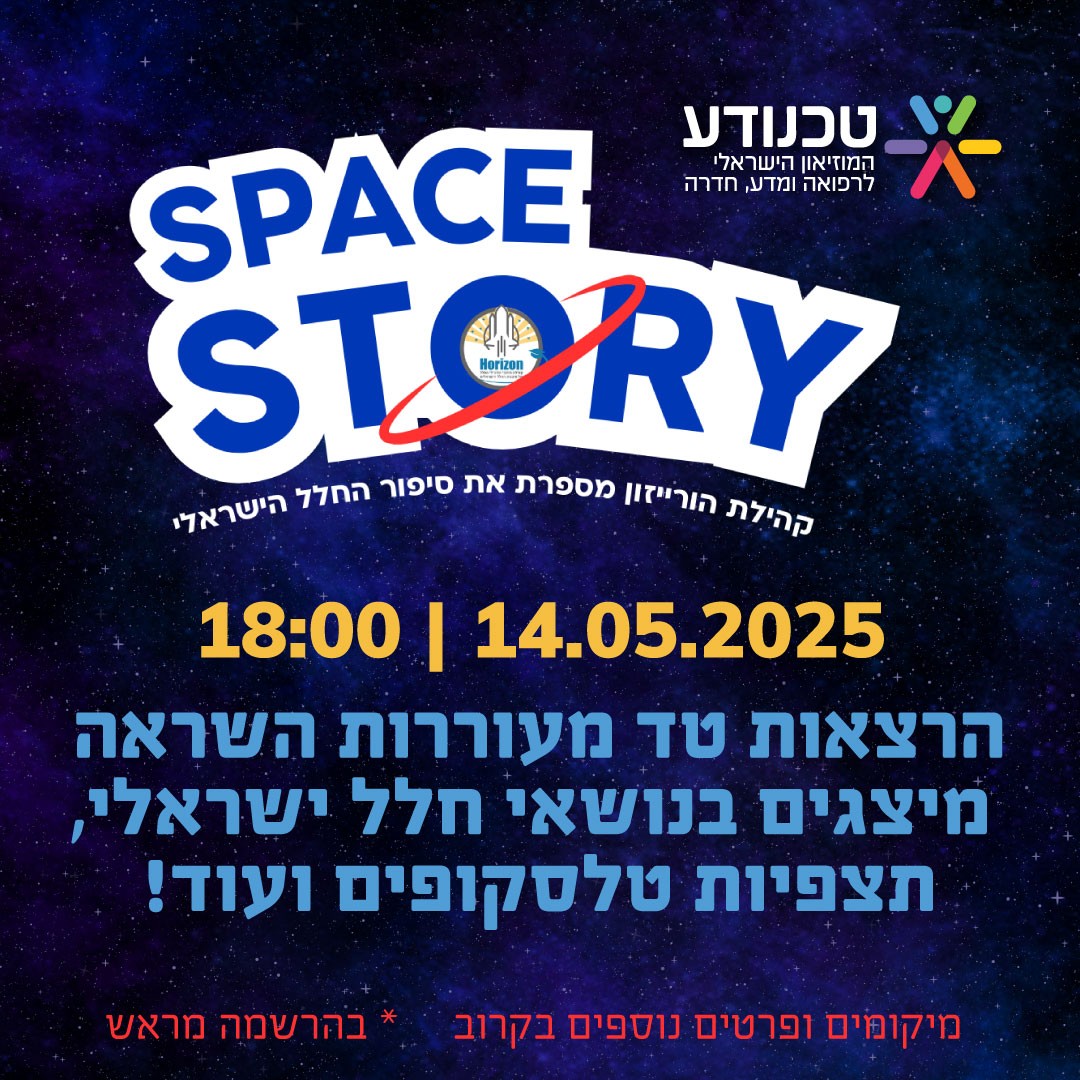 טכנודע
המוזיאון הישראלי
לרפואה ומדע, חדרה
SPACE
STORY
Horizon
קהילת הורייזון מספרת את סיפור החלל הישראלי
18:00 | 14.05.2025
הרצאות טד מעוררות השראה
מיצגים בנושאי חלל ישראלי,
תצפיות טלסקופים ועוד!
מיקומים ופרטים נוספים בקרוב * בהרשמה מראש